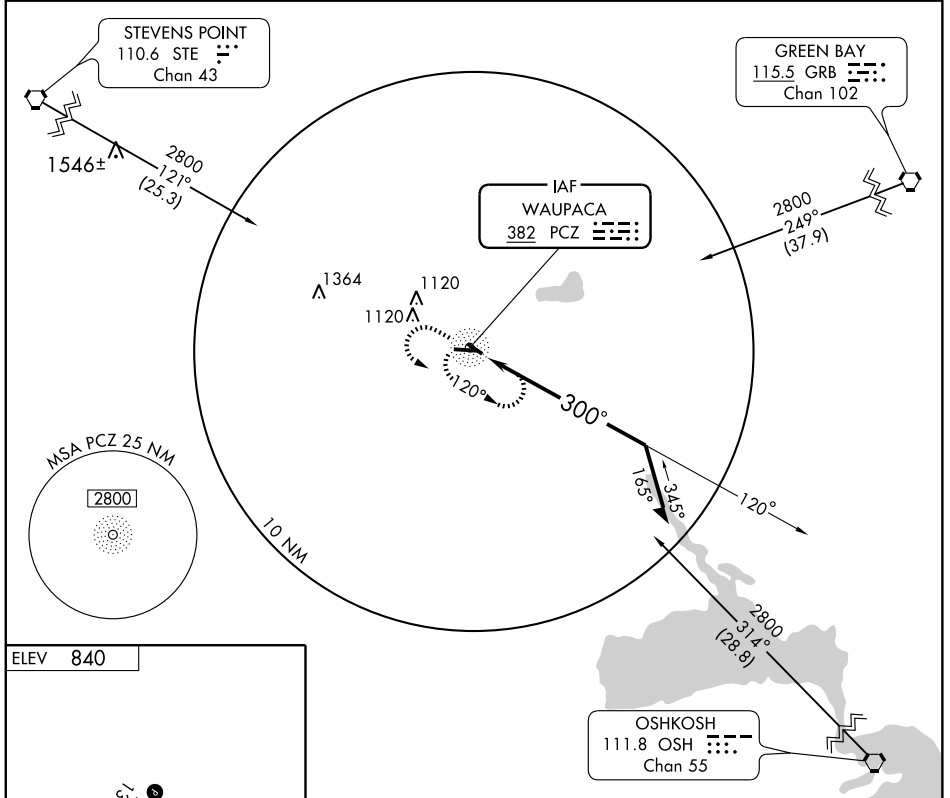 STEVENS POINT
110.6 STE
Chan 43
GREEN BAY
115.5 GRB
Chan 102
1546±
2800
121°
(25.3)
IAF
WAUPACA
382 PCZ
2800
249°
(37.9)
1364
1120
1120
120°
300°
MSA PCZ 25 NM
2800
165°
345°
120°
10 NM
2800
314°
(28.8)
ELEV 840
OSHKOSH
111.8 OSH
Chan 55
P